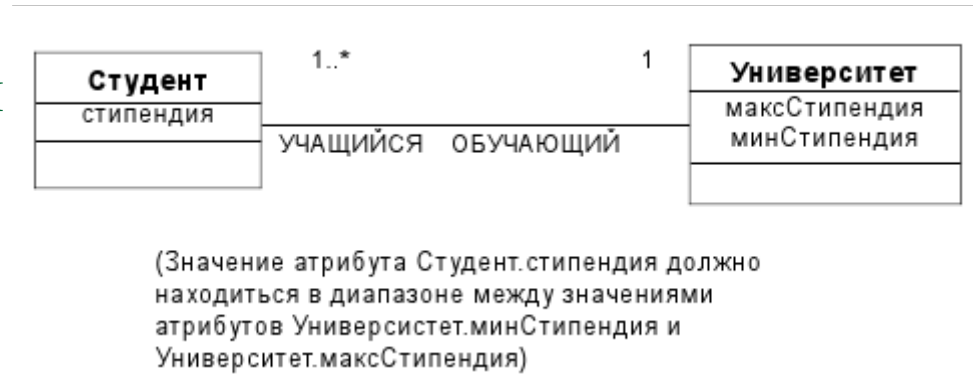 1..*
1
Студент
стипендия
Университет
максСтипендия
минСтипендия
УЧАЩИЙСЯ ОБУЧАЮЩИЙ
(Значение атрибута Студент.стипендия должно
находиться в диапазоне между значениями
атрибутов Универсистет.минСтипендия и
Университет.максСтипендия)